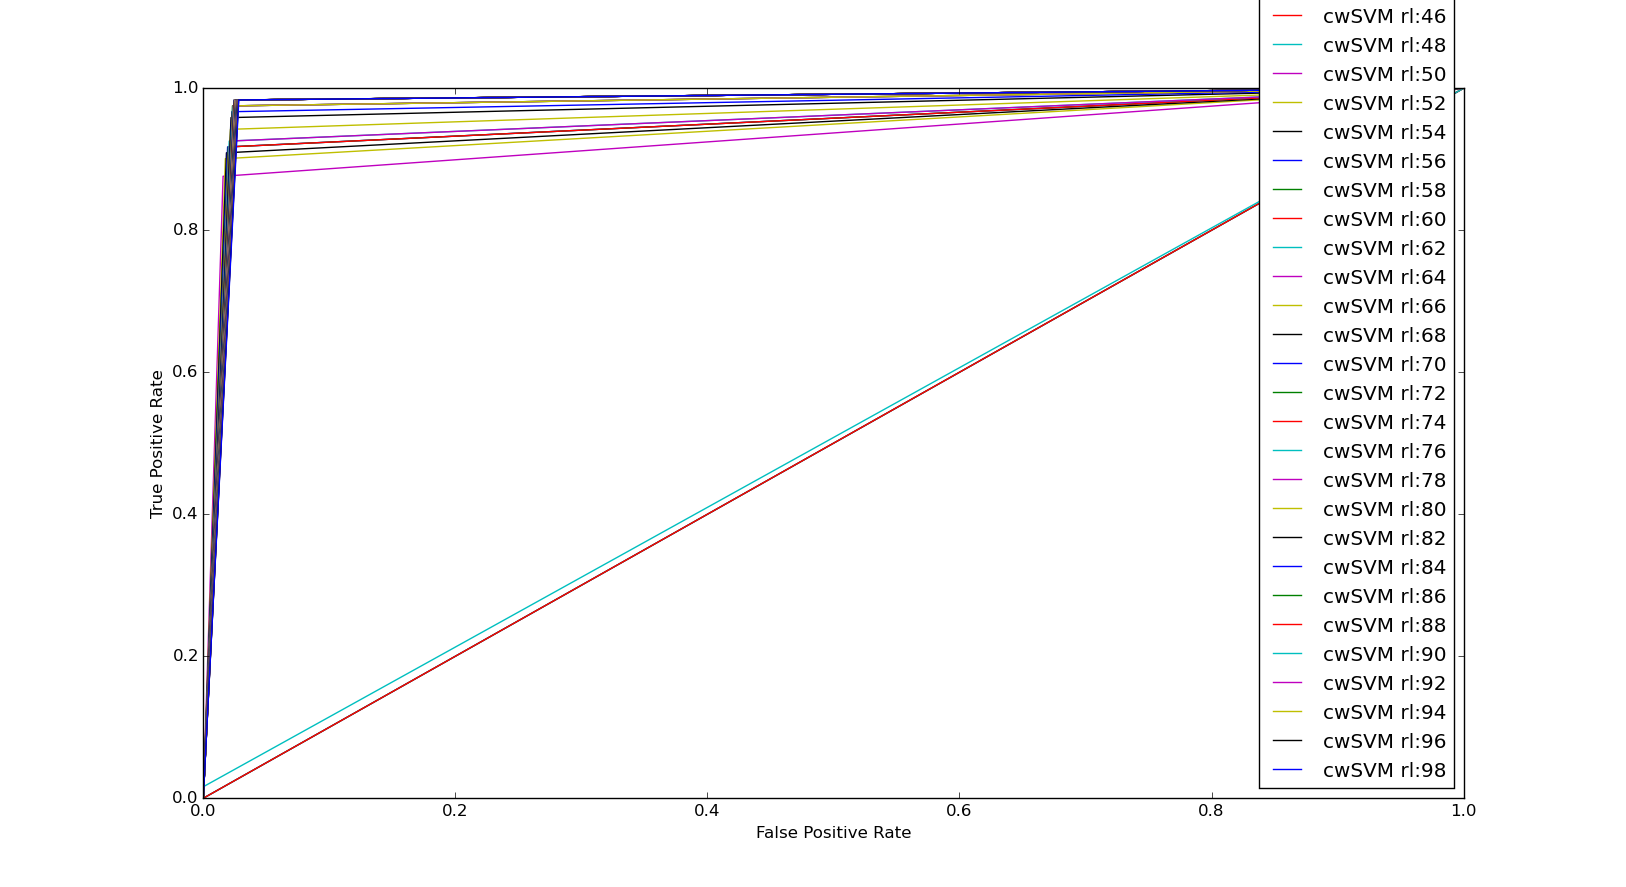 cwSVM rl:46
cwSVM rl:48
cwSVM rl:50
cwSVM rl:52
cwSVM rl:54
cwSVM rl:56
cwSVM rl:58
cwSVM rl:60
cwSVM rl:62
cwSVM rl:64
cwSVM rl:66
cwSVM rl:68
cwSVM rl:70
cwSVM rl:72
cwSVM rl:74
cwSVM rl:76
cwSVM rl:78
cwSVM rl:80
cwSVM rl:82
cwSVM rl:84
cwSVM rl:86
cwSVM rl:88
cwSVM rl:90
cwSVM rl:92
cwSVM rl:94
cwSVM rl:96
cwSVM rl:98
1.0
0.8
0.6
0.4
0.2
0.0
True Positive Rate
0.0 0.2 0.4 0.6 0.8 1.0
False Positive Rate